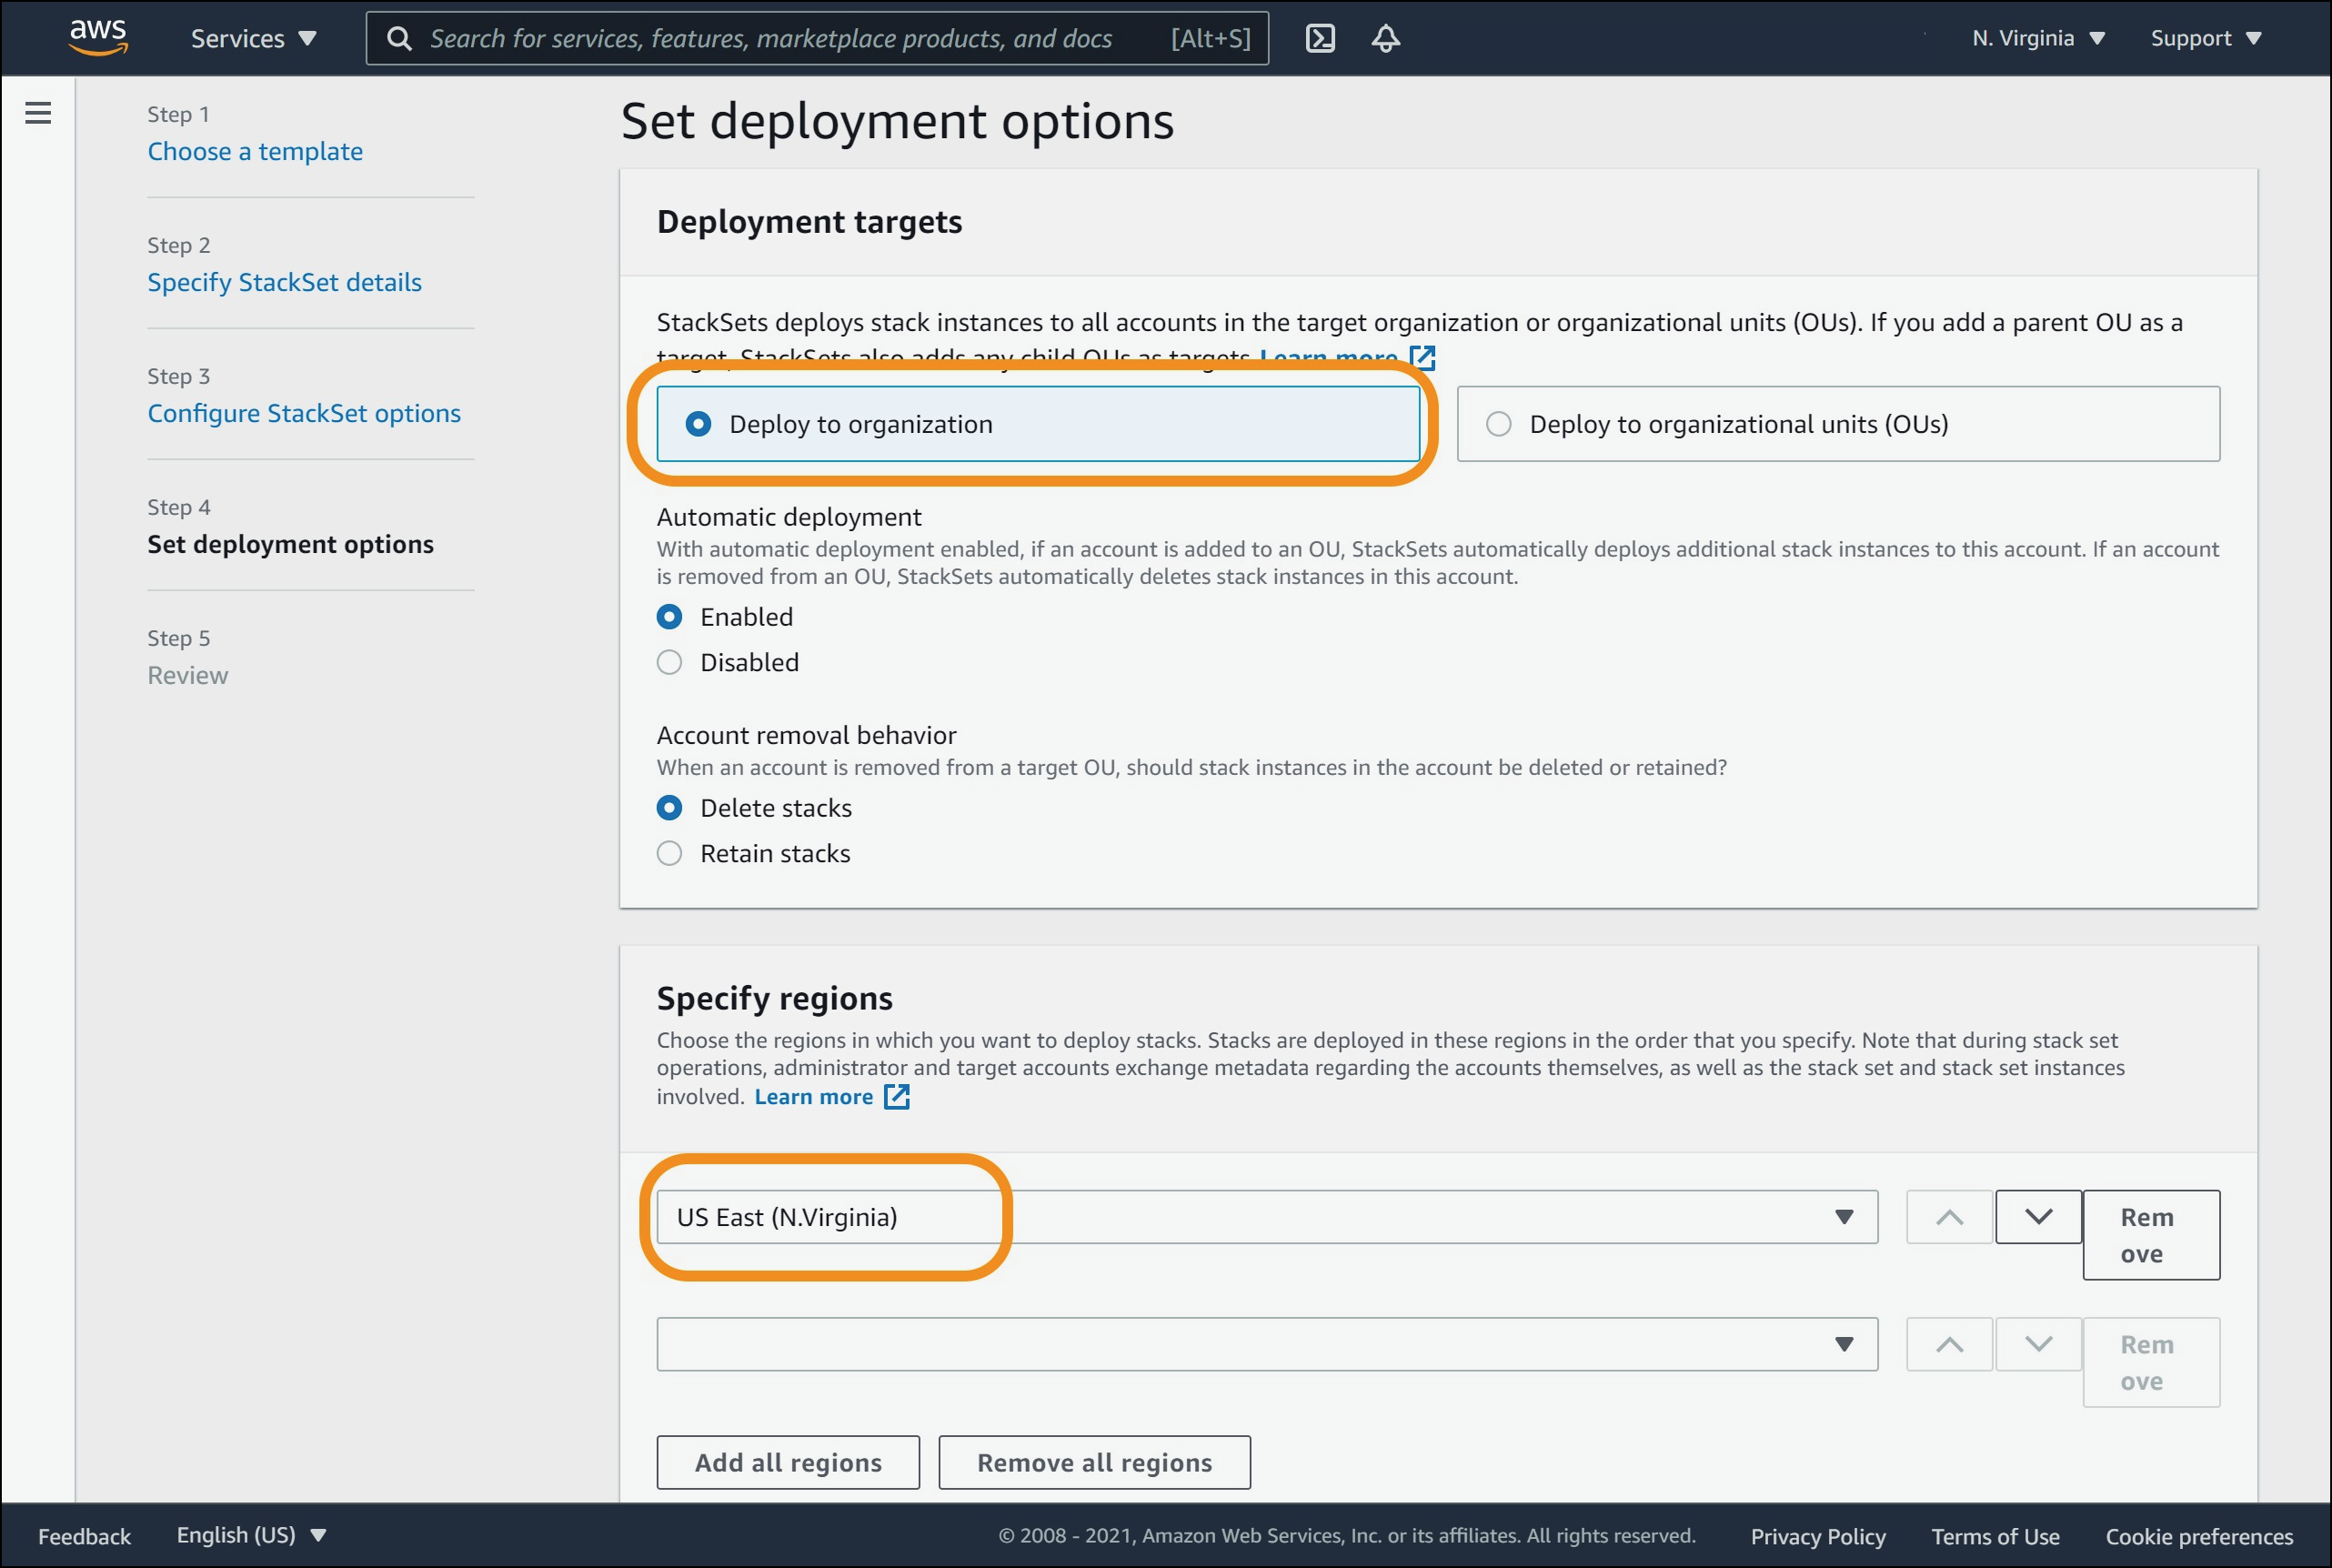 aws
Services
Search for services, features, marketplace products, and docs
[Alt+S]
N. Virginia
Support
Step 1
Choose a template
Step 2
Specify StackSet details
Step 3
Configure StackSet options
Step 4
Set deployment options
Step 5
Review
Set deployment options
Deployment targets
StackSets deploys stack instances to all accounts in the target organization or organizational units (OUs). If you add a parent OU as a
target, StackSets also adds any child OUs as targets. Learn more
Deploy to organization
Deploy to organizational units (OUs)
Automatic deployment
With automatic deployment enabled, if an account is added to an OU, StackSets automatically deploys additional stack instances to this account. If an account
is removed from an OU, StackSets automatically deletes stack instances in this account.
Enabled
Disabled
Account removal behavior
When an account is removed from a target OU, should stack instances in the account be deleted or retained?
Delete stacks
Retain stacks
Specify regions
Choose the regions in which you want to deploy stacks. Stacks are deployed in these regions in the order that you specify. Note that during stack set
operations, administrator and target accounts exchange metadata regarding the accounts themselves, as well as the stack set and stack set instances
involved. Learn more
US East (N.Virginia)
Rem
ove
Rem
ove
Add all regions
Remove all regions
Feedback
English (US)
© 2008 - 2021, Amazon Web Services, Inc. or its affiliates. All rights reserved.
Privacy Policy
Terms of Use
Cookie preferences